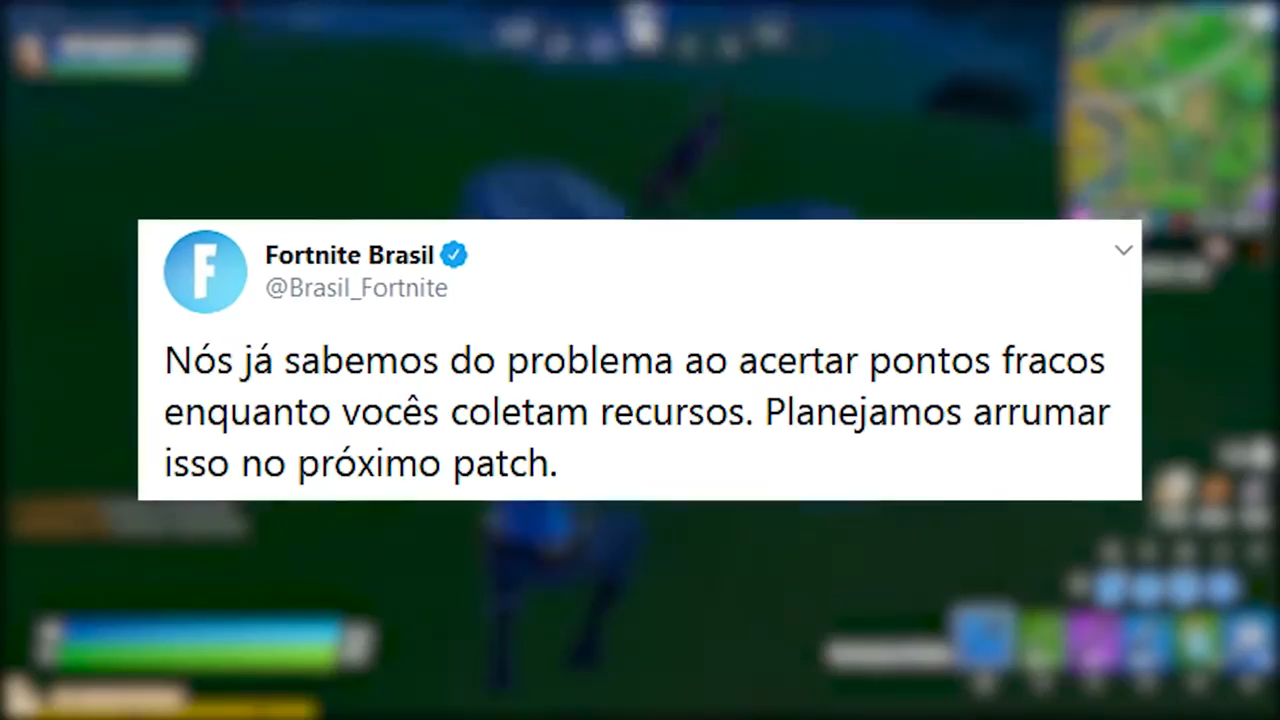 Fortnite Brasil
@Brasil_Fortnite
Nós já sabemos do problema ao acertar pontos fracos
enquanto vocês coletam recursos. Planejamos arrumar
isso no próximo patch.